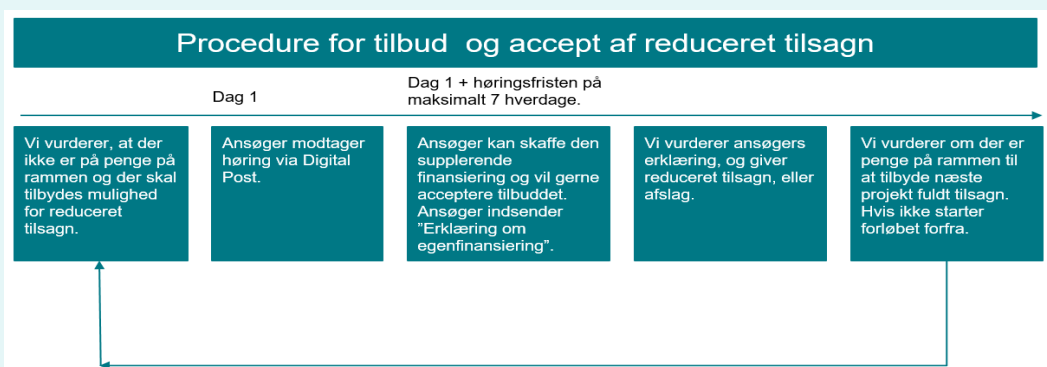 Procedure for tilbud og accept af reduceret tilsagn
Dag 1
Dag 1 + høringsfristen på
maksimalt 7 hverdage.
Vi vurderer, at der
ikke er på penge på
rammen og der skal
tilbydes mulighed
for reduceret
tilsagn.
Ansøger modtager
høring via Digital
Post.
Ansøger kan skaffe den
supplerende
finansiering og vil gerne
acceptere tilbuddet.
Ansøger indsender
”Erklæring om
egenfinansiering”.
Vi vurderer ansøgers
erklæring, og giver
reduceret tilsagn, eller
afslag.
Vi vurderer om der er
penge på rammen til
at tilbyde næste
projekt fuldt tilsagn.
Hvis ikke starter
forløbet forfra.